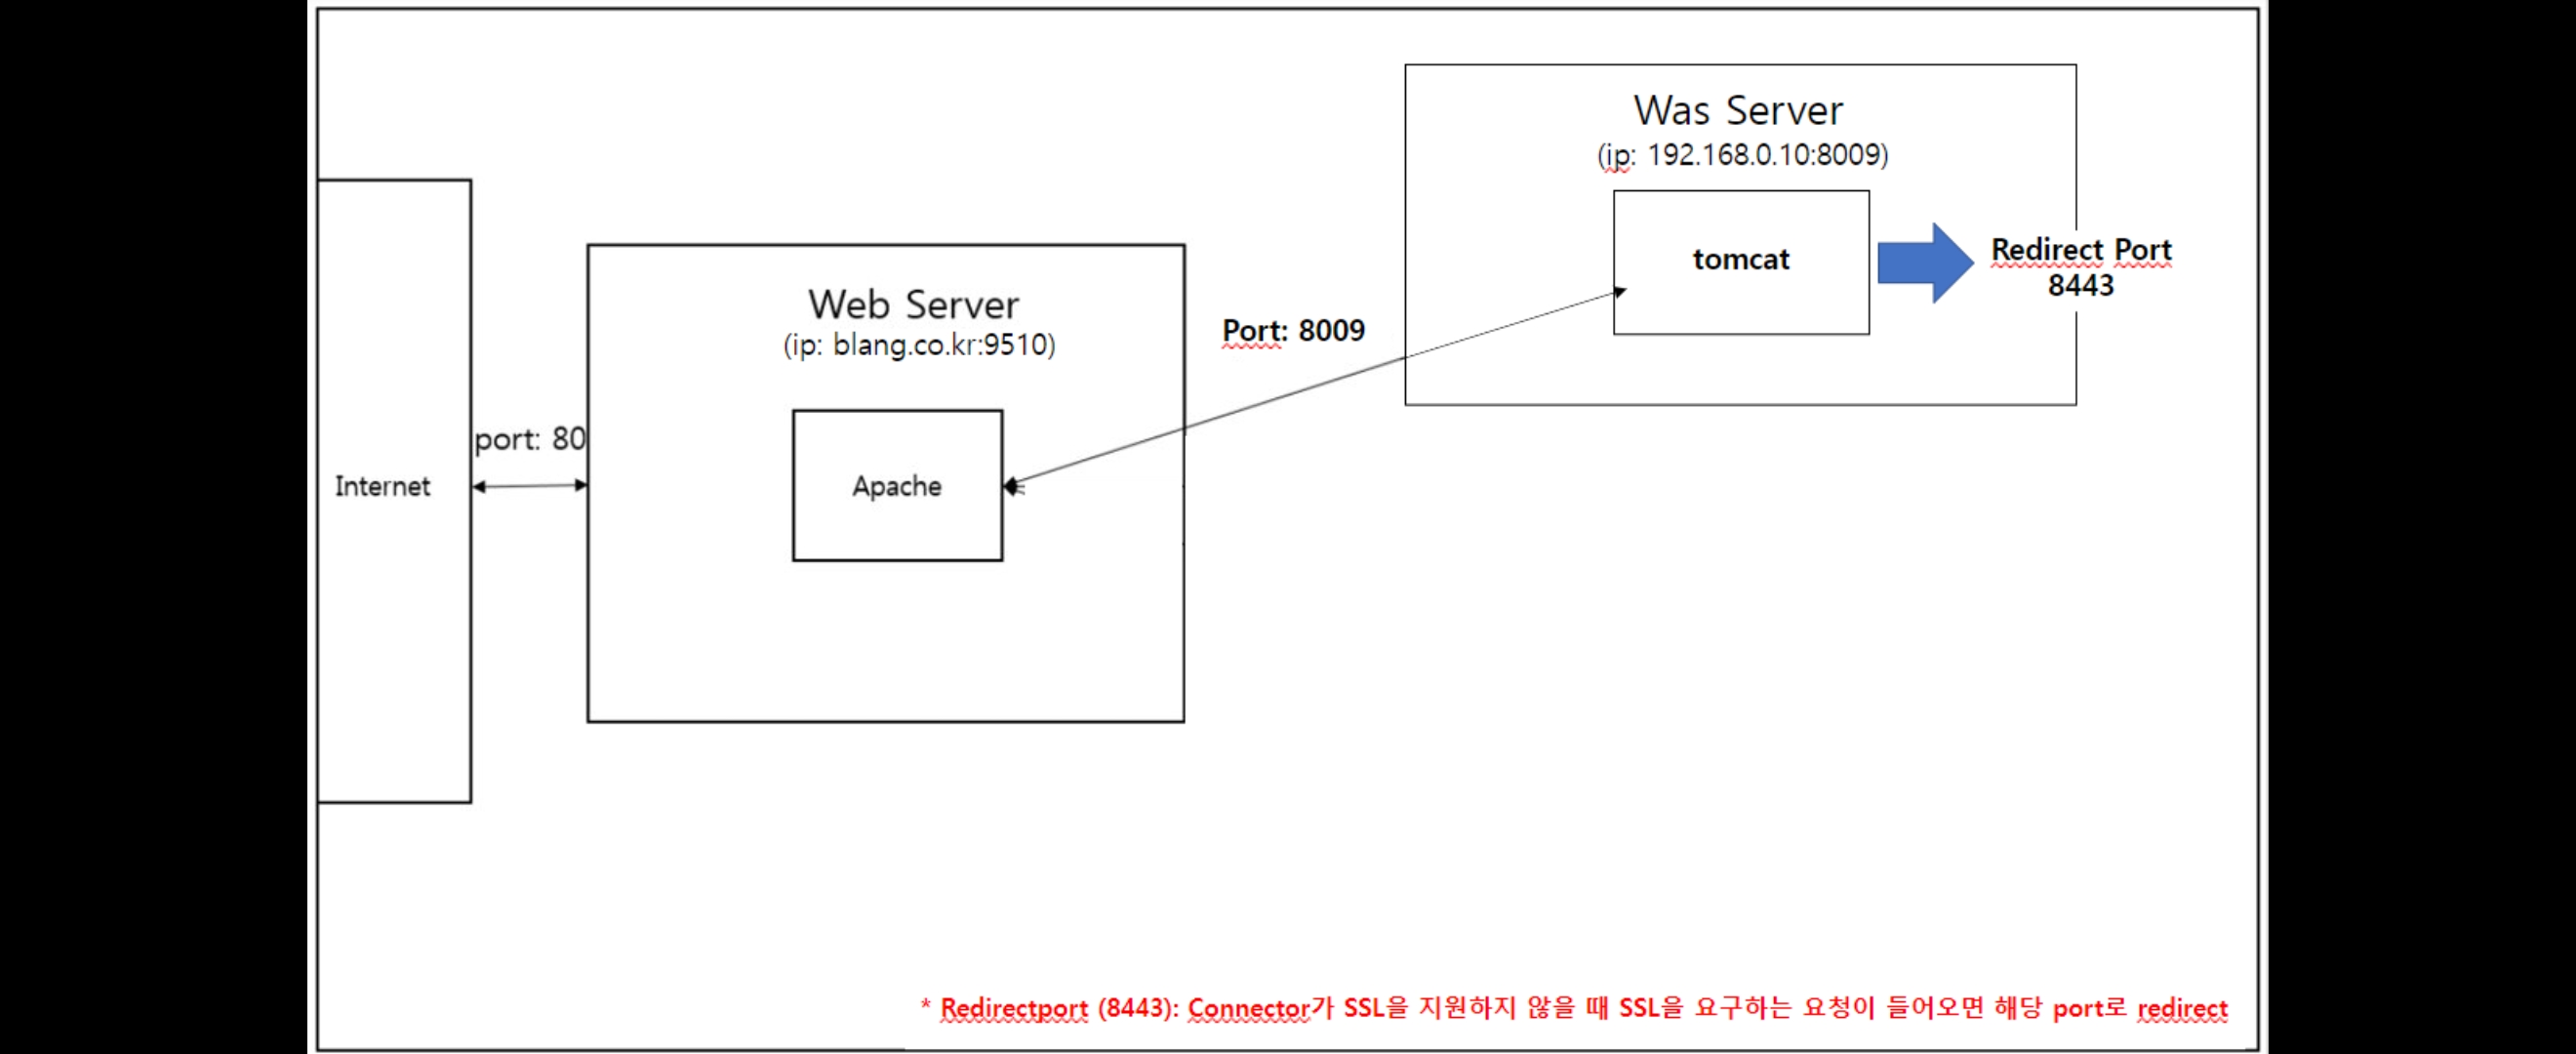 Was Server
(ip: 192.168.0.10:8009)
tomcat
Redirect Port
8443
Web Server
(ip: blang.co.kr:9510)
Port: 8009
port: 80
Internet
Apache
* Redirectport (8443): Connector가 SSL을 지원하지 않을 때 SSL을 요구하는 요청이 들어오면 해당 port로 redirect